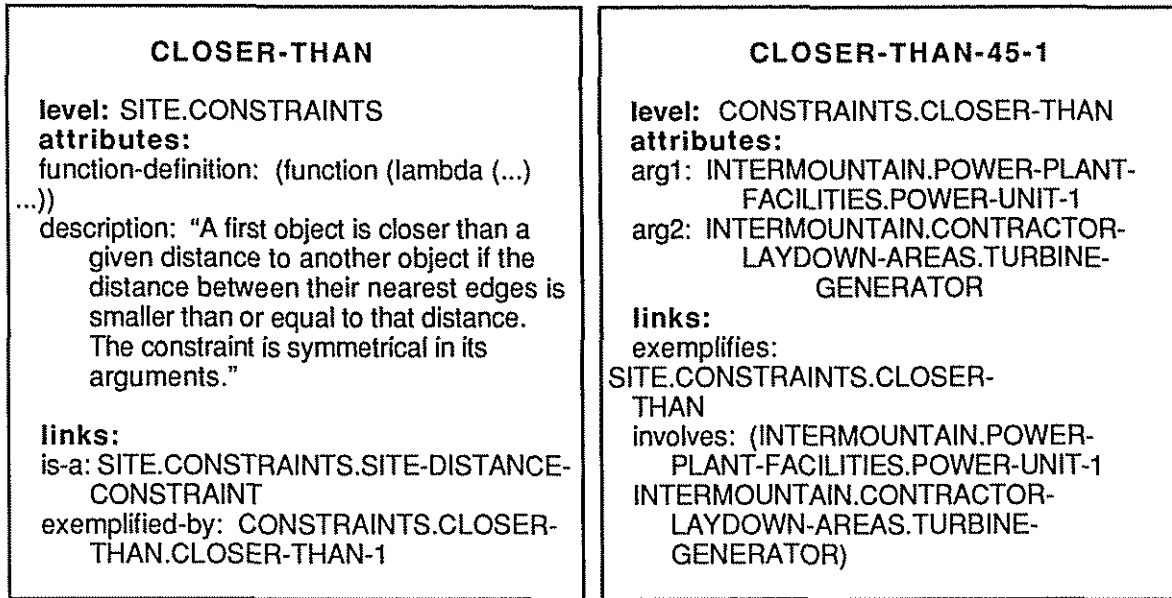 CLOSER-THAN
level: SITE.CONSTRAINTS
attributes:
function-definition: (function (lambda (...)
...))
description: “A first object is closer than a
given distance to another object if the
distance between their nearest edges is
smaller than or equal to that distance.
The constraint is symmetrical in its
arguments.”
links:
is-a: SITE.CONSTRAINTS.SITE-DISTANCE-
CONSTRAINT
exemplified-by: CONSTRAINTS.CLOSER-
THAN.CLOSER-THAN-1
CLOSER-THAN-45-1
level: CONSTRAINTS.CLOSER-THAN
attributes:
arg1: INTERMOUNTAIN.POWER-PLANT-
FACILITIES.POWER-UNIT-1
arg2: INTERMOUNTAIN.CONTRACTOR-
LAYDOWN-AREAS.TURBINE-
GENERATOR
links:
exemplifies:
SITE.CONSTRAINTS.CLOSER-
THAN
involves: (INTERMOUNTAIN.POWER-
PLANT-FACILITIES.POWER-UNIT-1
INTERMOUNTAIN.CONTRACTOR-
LAYDOWN-AREAS.TURBINE-
GENERATOR)